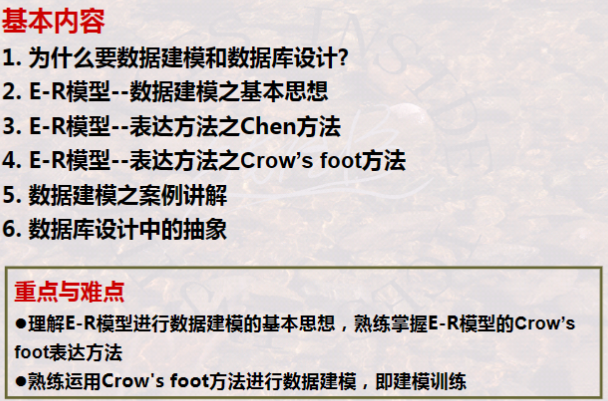 基本内容
1. 为什么要数据建模和数据库设计?
2. E-R模型--数据建模之基本思想
3. E-R模型--表达方法之Chen方法
4. E-R模型--表达方法之Crow’s foot方法
5. 数据建模之案例讲解
6. 数据库设计中的抽象
重点与难点
●理解E-R模型进行数据建模的基本思想，熟练掌握E-R模型的Crow’s
foot表达方法
●熟练运用Crow's foot方法进行数据建模，即建模训练